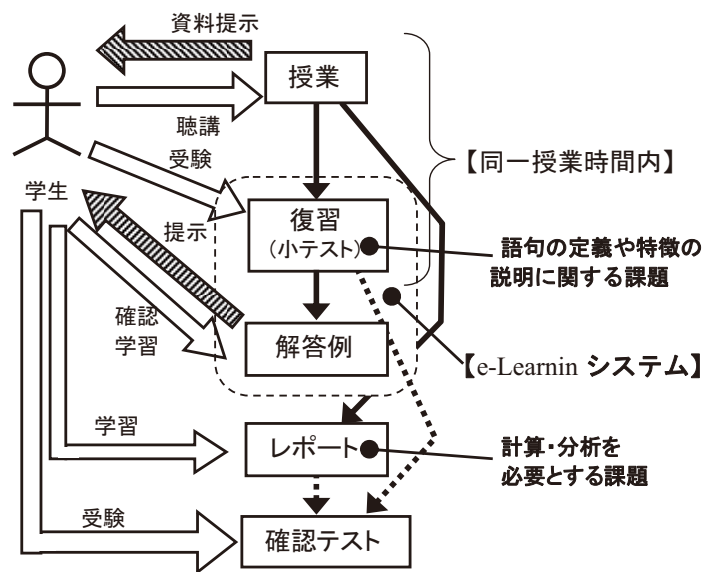 資料提示
授業
聴講
【同一授業時間内】
受験
学生
復習
(小テスト)
提示
語句の定義や特徴の
説明に関する課題
確認
学習
解答例
【e-Learnin システム】
学習
レポート
計算・分析を
必要とする課題
受験
確認テスト